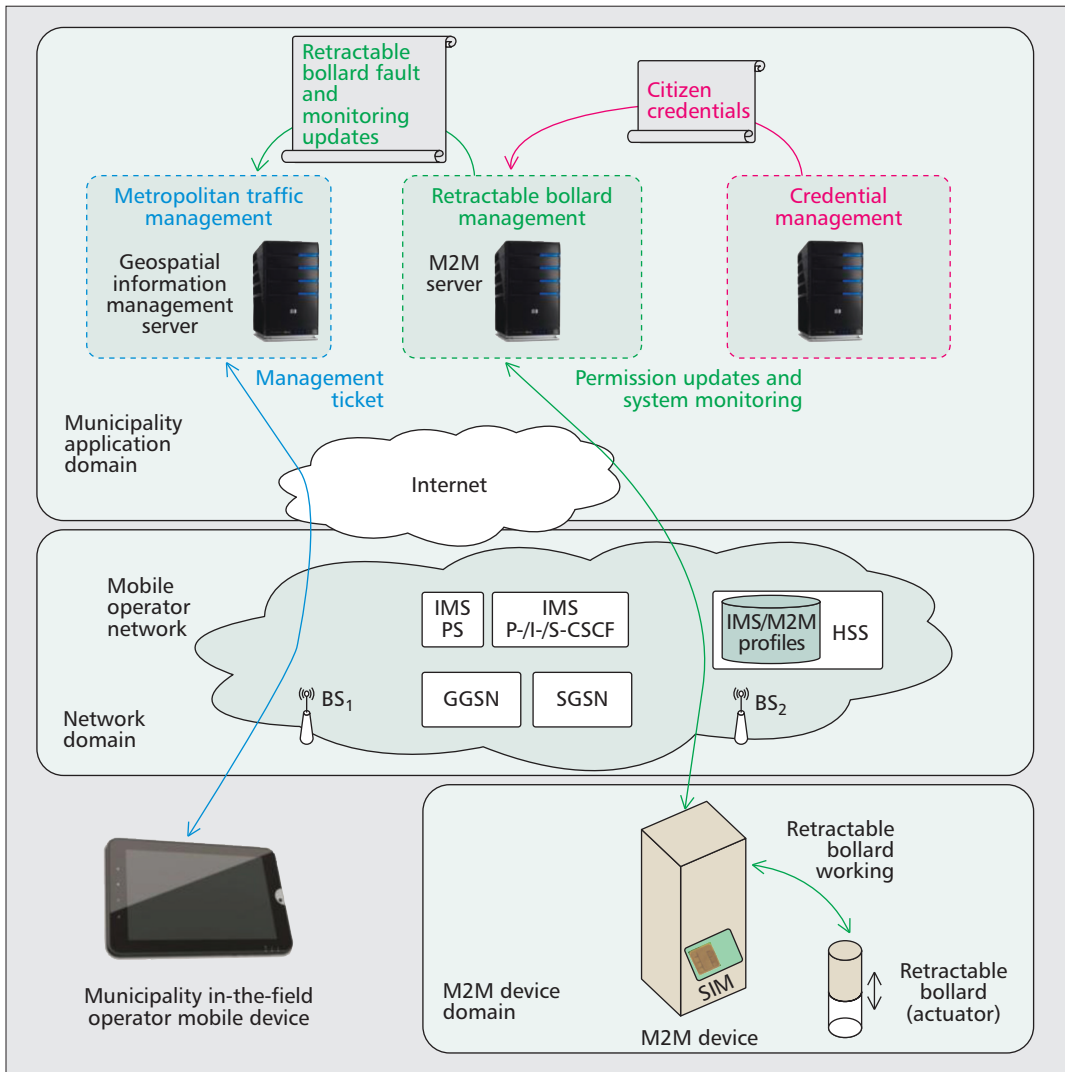 Retractable
bollard fault
and
monitoring
updates
Citizen
credentials
Metropolitan traffic
management
Geospatial
information
management
server
Retractable bollard
management
M2M
server
Credential
management
Management
ticket
Permission updates and
system monitoring
Municipality
application
domain
Internet
Mobile
operator
network
IMS
PS
IMS
P-/I-/S-CSCF
IMS/M2M
profiles
HSS
GGSN
SGSN
BS1
BS2
Network
domain
Retractable
bollard
working
SIM
Municipality in-the-field
operator mobile device
M2M device
domain
M2M device
Retractable
bollard
(actuator)